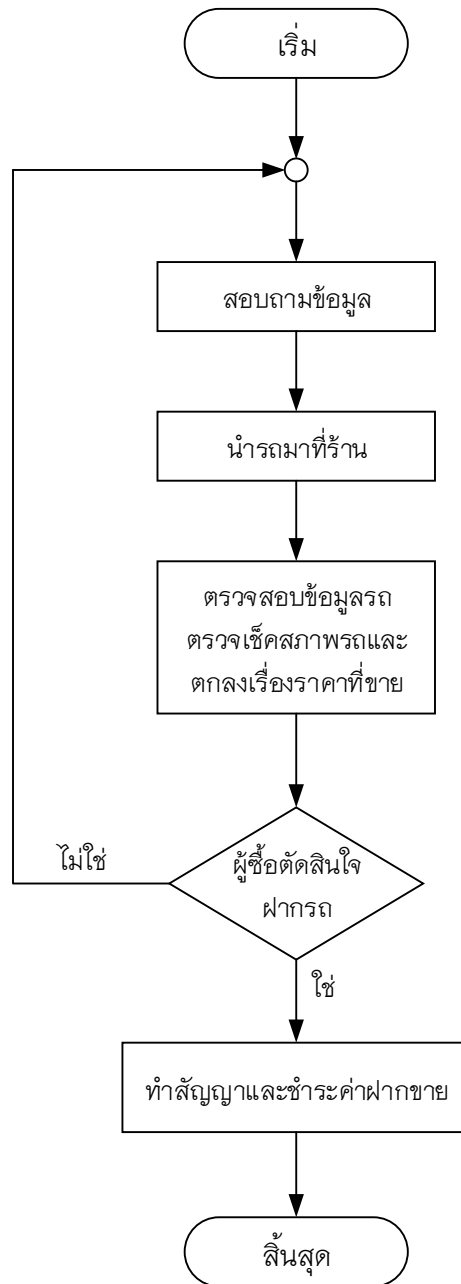 เริ่ม
สอบถามข้อมูล
นำรถมาที่ร้าน
ตรวจสอบข้อมูลรถ
ตรวจเช็คสภาพรถและ
ตกลงเรื่องราคาที่ขาย
ไม่ใช่
ผู้ซื้อตัดสินใจ
ฝากรถ
ใช่
ทำสัญญาและชำระค่าฝากขาย
สิ้นสุด